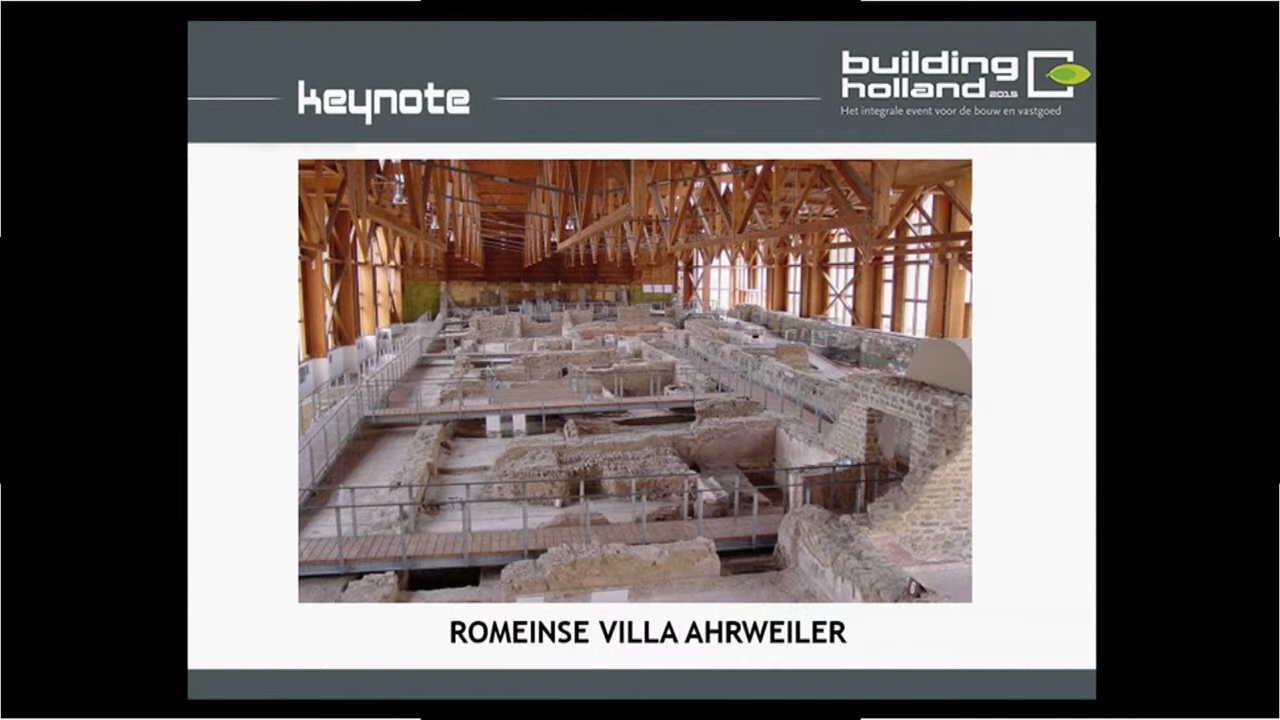 keynote
building
holland 2015
Het integrale event voor de bouw en vastgoed
ROMEINSE VILLA AHRWEILER